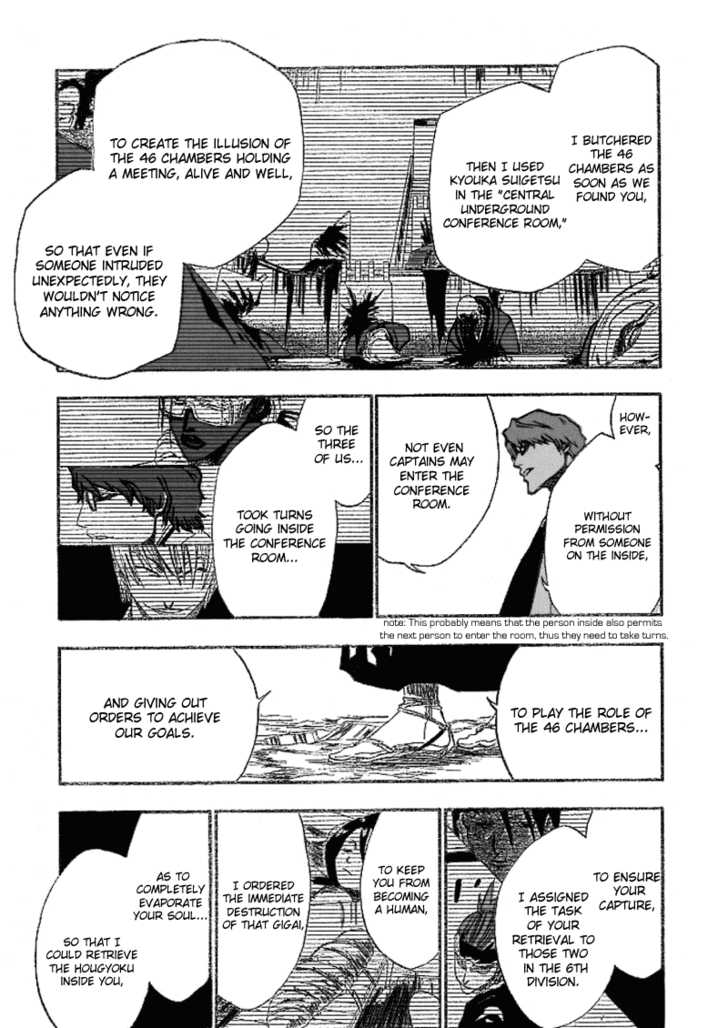 I BUTCHERED
THE 46
CHAMBERS AS
SOON AS WE
FOUND YOU,
THEN I USED
KYOUKA SUIGETSU
IN THE "CENTRAL
UNDERGROUND
CONFERENCE ROOM,"
TO CREATE THE ILLUSION OF
THE 46 CHAMBERS HOLDING
A MEETING, ALIVE AND WELL,
SO THAT EVEN IF
SOMEONE INTRUDED
UNEXPECTEDLY, THEY
WOULDN'T NOTICE
ANYTHING WRONG.
HOW-
EVER,
WITHOUT
PERMISSION
FROM SOMEONE
ON THE INSIDE,
NOT EVEN
CAPTAINS MAY
ENTER THE
CONFERENCE
ROOM.
SO THE
THREE
OF US...
TOOK TURNS
GOING INSIDE
THE CONFERENCE
ROOM...
note: This probably means that the person inside also permits
the next person to enter the room, thus they need to take turns.
TO PLAY THE ROLE OF
THE 46 CHAMBERS...
AND GIVING OUT
ORDERS TO ACHIEVE
OUR GOALS.
TO ENSURE
YOUR
CAPTURE,
I ASSIGNED
THE TASK
OF YOUR
RETRIEVAL TO
THOSE TWO
IN THE 6TH
DIVISION.
TO KEEP
YOU FROM
BECOMING
A HUMAN,
I ORDERED
THE IMMEDIATE
DESTRUCTION
OF THAT GIGAI,
AS TO
COMPLETELY
EVAPORATE
YOUR SOUL...
SO THAT I
COULD RETRIEVE
THE HOUGYOKU
INSIDE YOU,